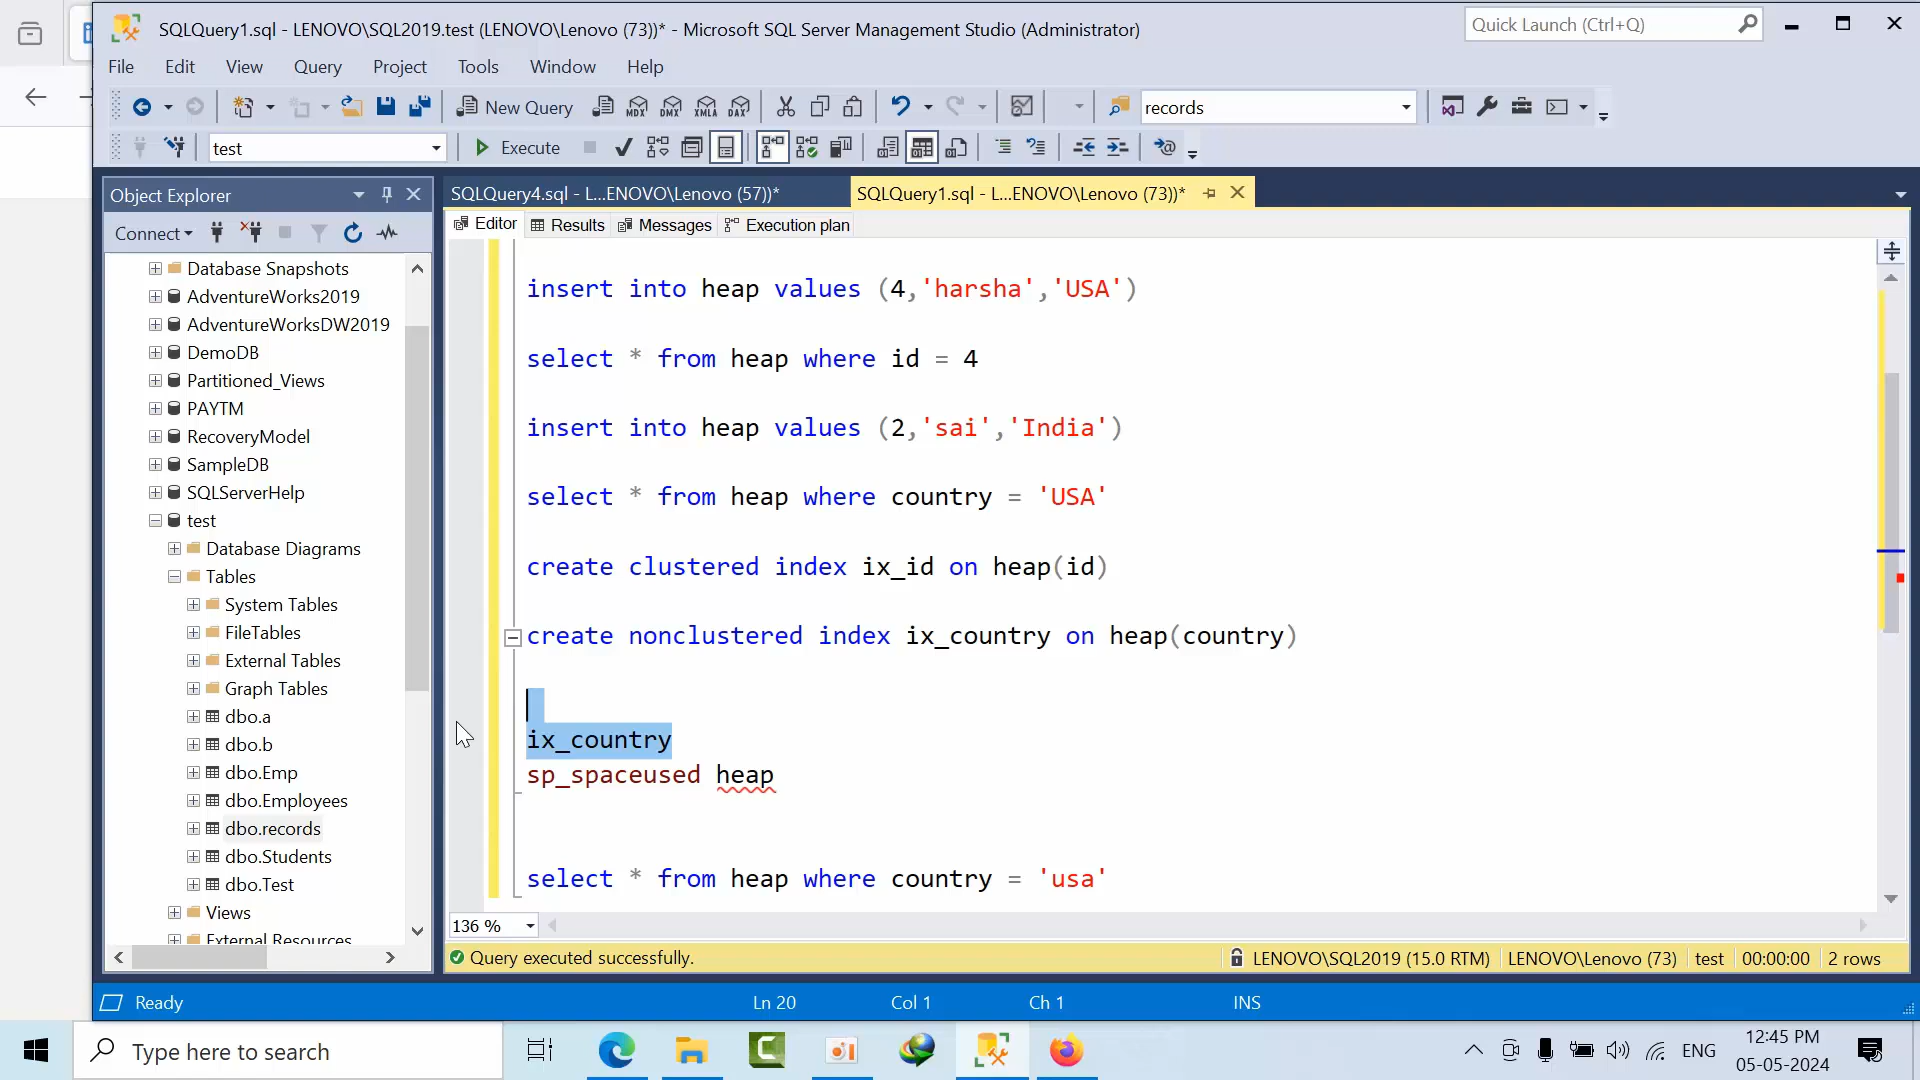 SQLQuery1.sql - LENOVO\SQL2019.test (LENOVO\Lenovo (73))* - Microsoft SQL Server Management Studio (Administrator)
Quick Launch (Ctrl+Q)
File Edit View Query Project Tools Window Help
New Query MDX DMX XMLA DAX records
test Execute
Object Explorer
SQLQuery4.sql - L...ENOVO\Lenovo (57))* SQLQuery1.sql - L...ENOVO\Lenovo (73))*
Connect
Editor Results Messages Execution plan
Database Snapshots
AdventureWorks2019
AdventureWorksDW2019
DemoDB
Partitioned_Views
PAYTM
RecoveryModel
SampleDB
SQLServerHelp
test
Database Diagrams
Tables
System Tables
FileTables
External Tables
Graph Tables
dbo.a
dbo.b
dbo.Emp
dbo.Employees
dbo.records
dbo.Students
dbo.Test
Views
External Resources
insert into heap values (4,'harsha','USA')
select * from heap where id = 4
insert into heap values (2,'sai','India')
select * from heap where country = 'USA'
create clustered index ix_id on heap(id)
create nonclustered index ix_country on heap(country)
ix_country
sp_spaceused heap
select * from heap where country = 'usa'
136 %
Query executed successfully. LENOVO\SQL2019 (15.0 RTM) LENOVO\Lenovo (73) test 00:00:00 2 rows
Ready Ln 20 Col 1 Ch 1 INS
Type here to search
ENG
12:45 PM
05-05-2024